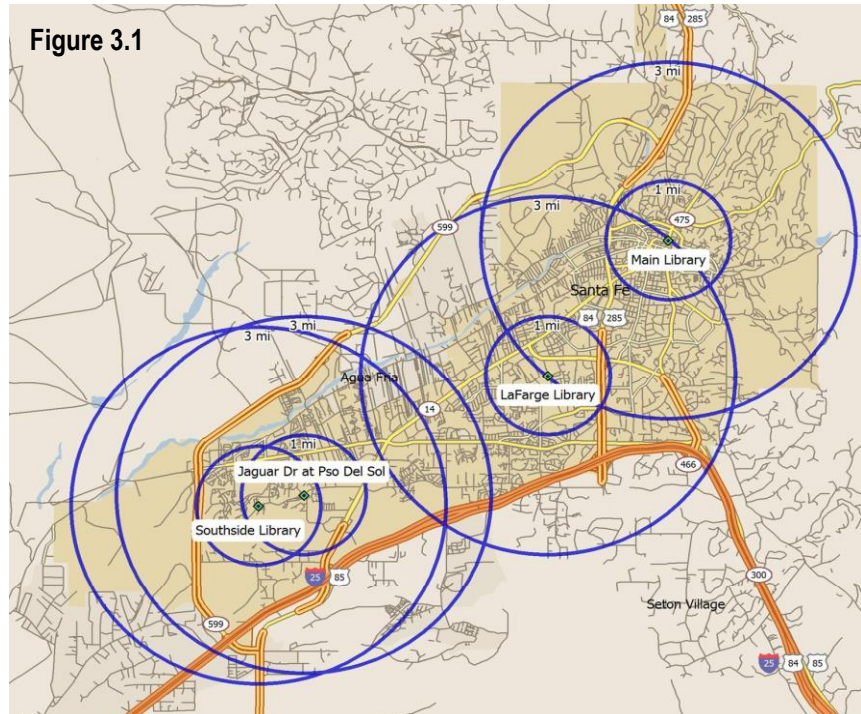 Figure 3.1
84 285
3 mi
1 mi
475
3 mi
599
Main Library
Santa Fe
84 285
1 mi
3 mi
3 mi
Agua Fria
LaFarge Library
14
1 mi
466
Jaguar Dr at Pso Del Sol
Southside Library
25 85
300
Seton Village
599
25 84 85